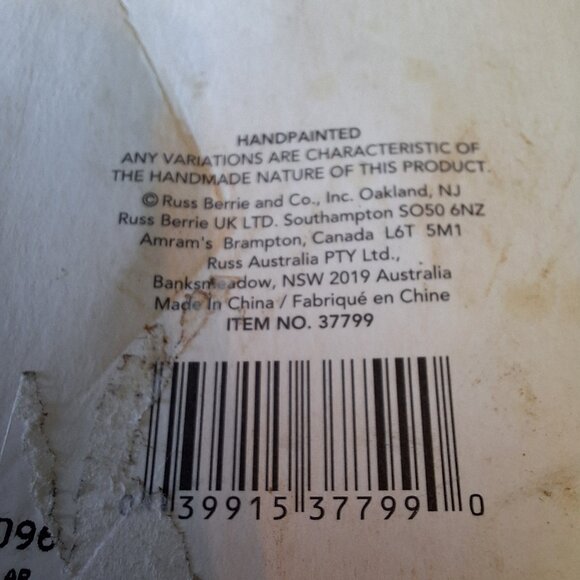 HANDPAINTED
ANY VARIATIONS ARE CHARACTERISTIC OF
THE HANDMADE NATURE OF THIS PRODUCT.
© Russ Berrie and Co., Inc. Oakland, NJ
Russ Berrie UK LTD. Southampton SO50 6NZ
Amram's Brampton, Canada L6T 5M1
Russ Australia PTY Ltd.,
Banksmeadow, NSW 2019 Australia
Made In China / Fabriqué en Chine
ITEM NO. 37799
0 39915 37799 0